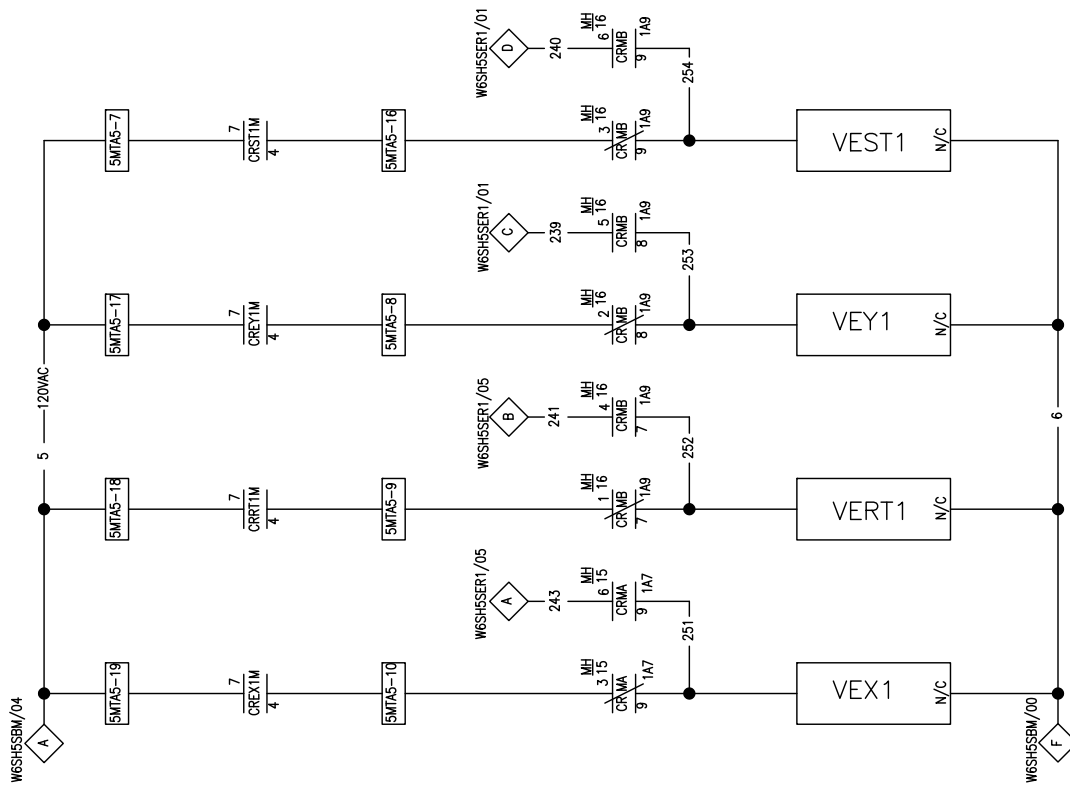 W6SH5SBM/04
A
5
120VAC
5MTA5-19
5MTA5-18
5MTA5-17
5MTA5-7
7
CREX1M
4
7
CRRT1M
4
7
CREY1M
4
7
CRST1M
4
5MTA5-10
5MTA5-9
5MTA5-8
5MTA5-16
W6SH5SER1/05
A
243
W6SH5SER1/05
B
241
W6SH5SER1/01
C
239
W6SH5SER1/01
D
240
MH
3 15
CRMA
9 1A7
MH
6 15
CRMA
9 1A7
MH
1 16
CRMB
7 1A9
MH
4 16
CRMB
7 1A9
MH
2 16
CRMB
8 1A9
MH
5 16
CRMB
8 1A9
MH
3 16
CRMB
9 1A9
MH
6 16
CRMB
9 1A9
251
252
253
254
VEX1
N/C
VERT1
N/C
VEY1
N/C
VEST1
N/C
W6SH5SBM/00
F
6